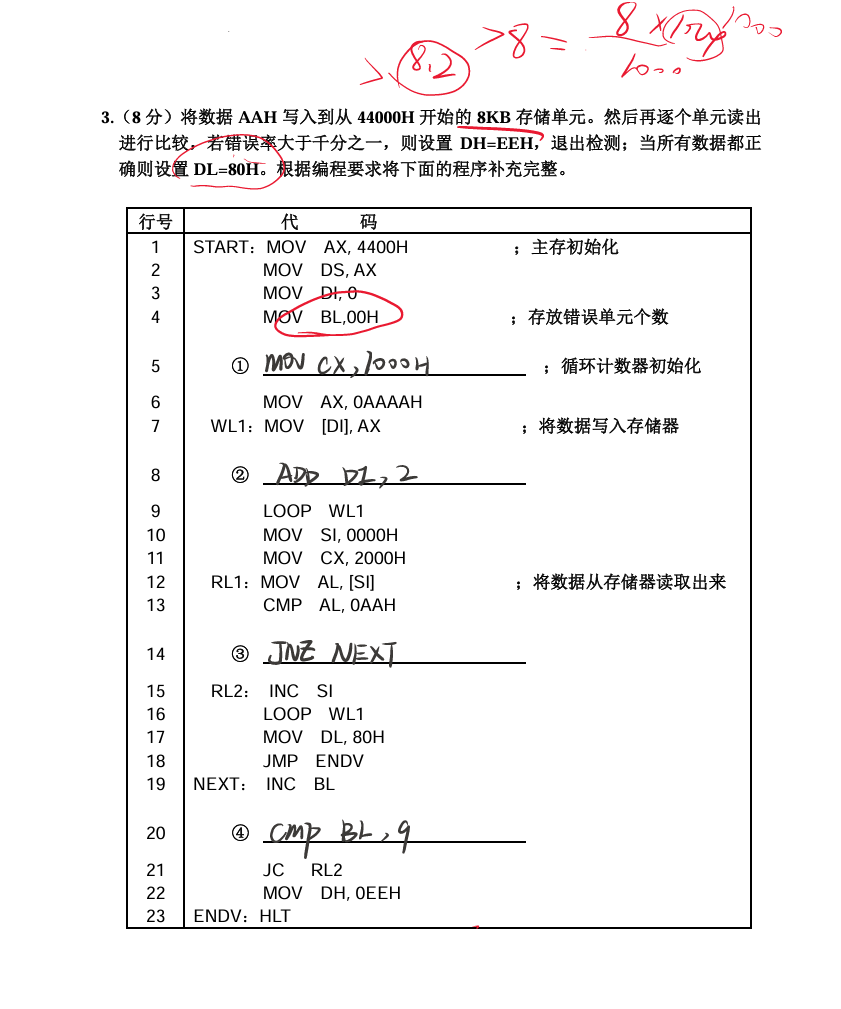 > 8.2 >8 = 8 × 1024 1000
1000
3.（8 分）将数据 AAH 写入到从 44000H 开始的 8KB 存储单元。然后再逐个单元读出
进行比较，若错误率大于千分之一，则设置 DH=EEH，退出检测；当所有数据都正
确则设置 DL=80H。根据编程要求将下面的程序补充完整。
行号 代 码
1 START：MOV AX, 4400H ；主存初始化
2 MOV DS, AX
3 MOV DI, 0
4 MOV BL,00H ；存放错误单元个数
5 ① MOV CX,1000H ；循环计数器初始化
6 MOV AX, 0AAAAH
7 WL1：MOV [DI], AX ；将数据写入存储器
8 ② ADD DI,2
9 LOOP WL1
10 MOV SI, 0000H
11 MOV CX, 2000H
12 RL1：MOV AL, [SI] ；将数据从存储器读取出来
13 CMP AL, 0AAH
14 ③ JNZ NEXT
15 RL2： INC SI
16 LOOP WL1
17 MOV DL, 80H
18 JMP ENDV
19 NEXT： INC BL
20 ④ CMP BL,9
21 JC RL2
22 MOV DH, 0EEH
23 ENDV：HLT